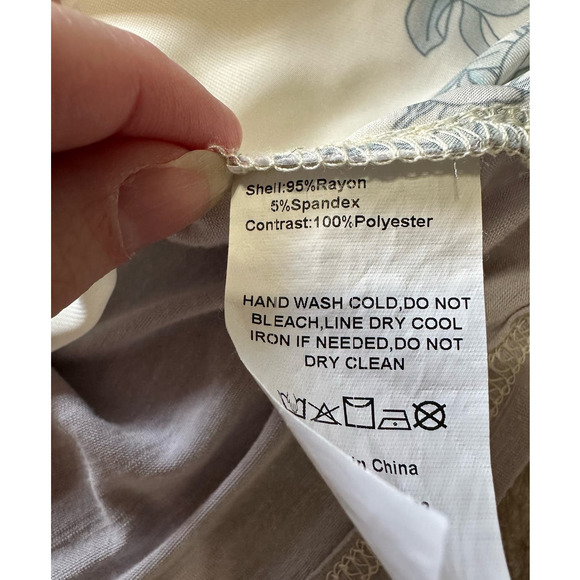 Shell:95%Rayon
5%Spandex
Contrast:100%Polyester
HAND WASH COLD,DO NOT
BLEACH,LINE DRY COOL
IRON IF NEEDED,DO NOT
DRY CLEAN
in China